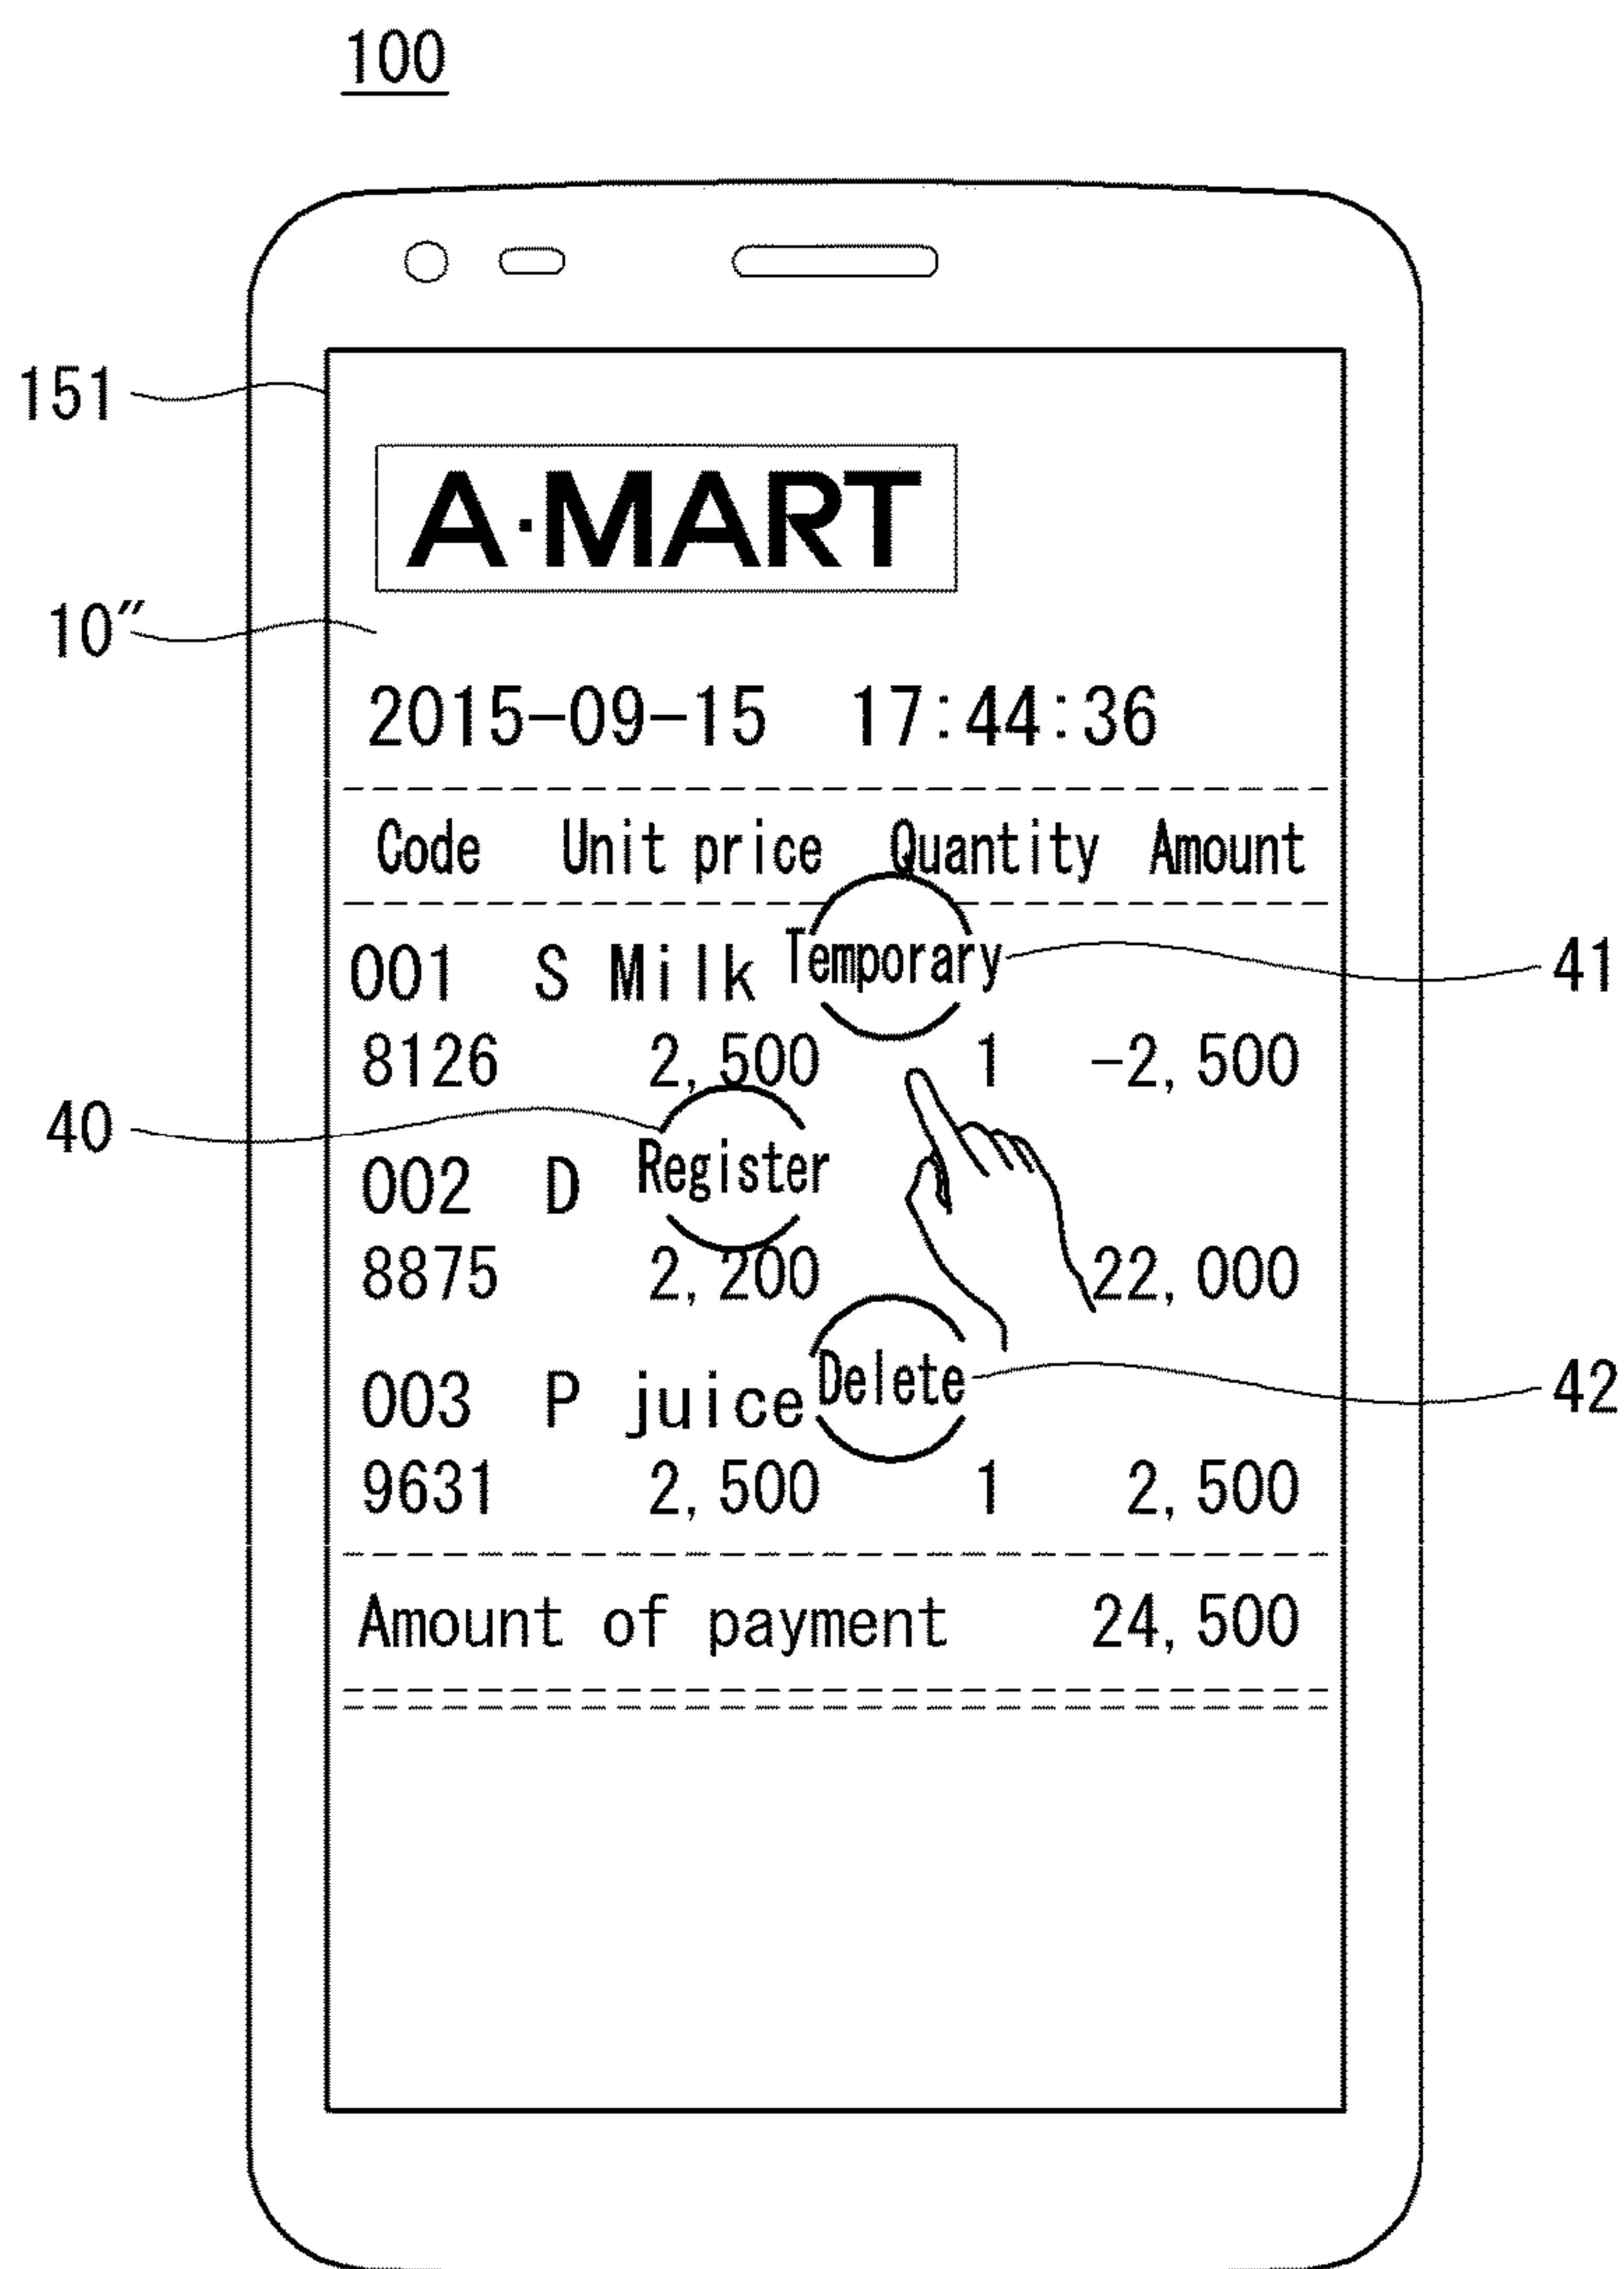 100
151
A·MART
10″
2015-09-15 17:44:36
Code Unit price Quantity Amount
001 S Milk Temporary
41
8126 2,500 1 -2,500
40
002 D Register
8875 2,200 22,000
003 P juice Delete
42
9631 2,500 1 2,500
Amount of payment 24,500